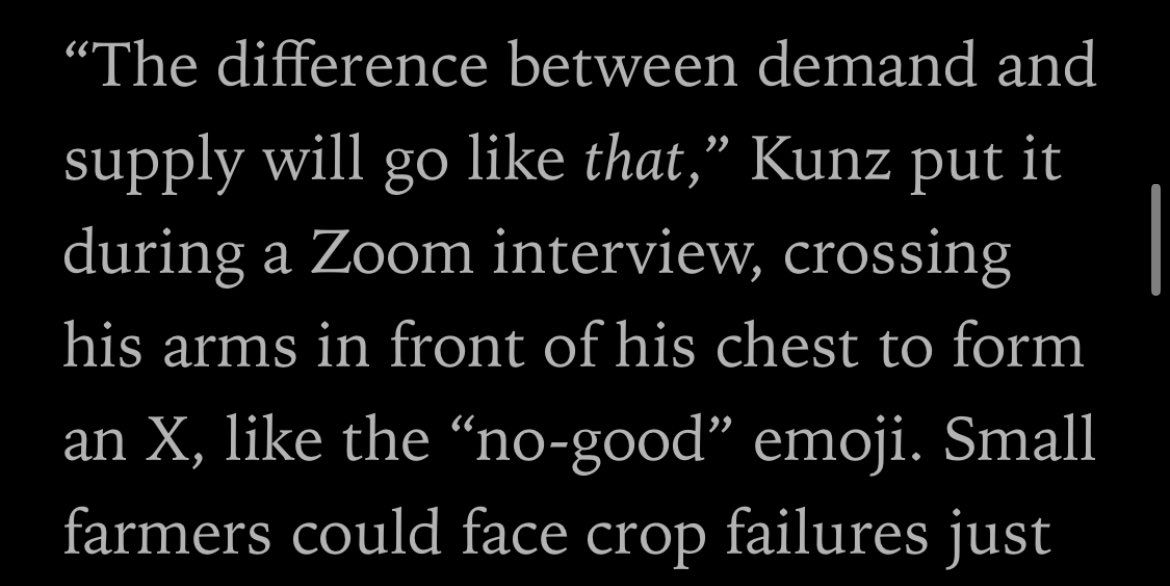 “The difference between demand and
supply will go like that,” Kunz put it
during a Zoom interview, crossing
his arms in front of his chest to form
an X, like the “no-good” emoji. Small
farmers could face crop failures just